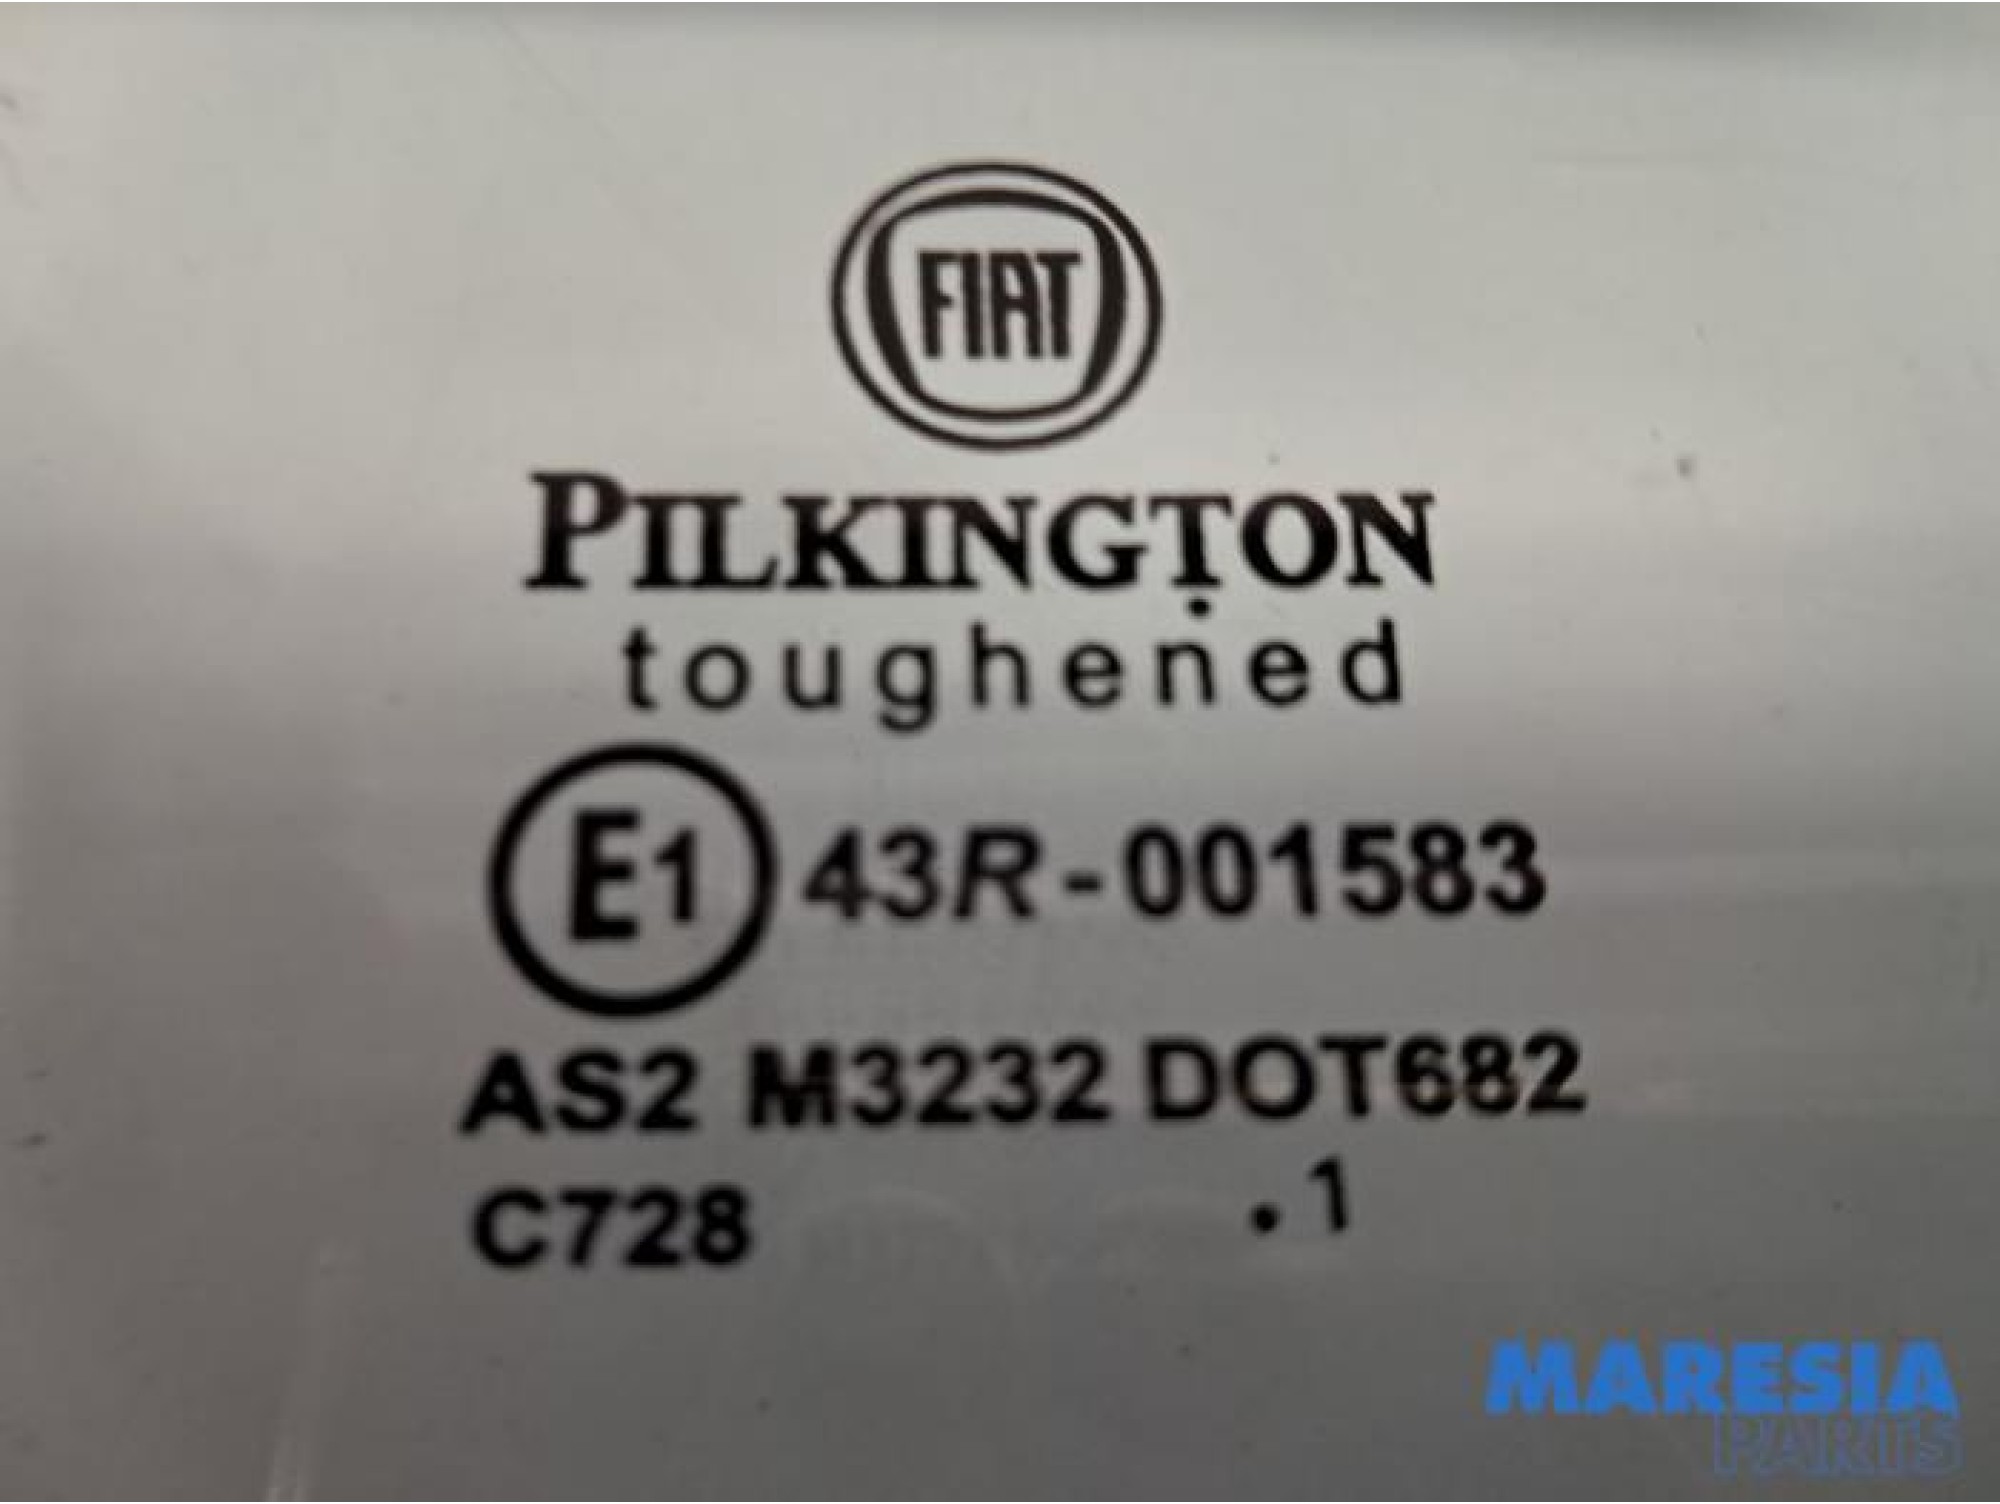 FIAT
PILKINGTON
toughened
E1 43R-001583
AS2 M3232 DOT682
C728 .1
MARESIA
PARTS